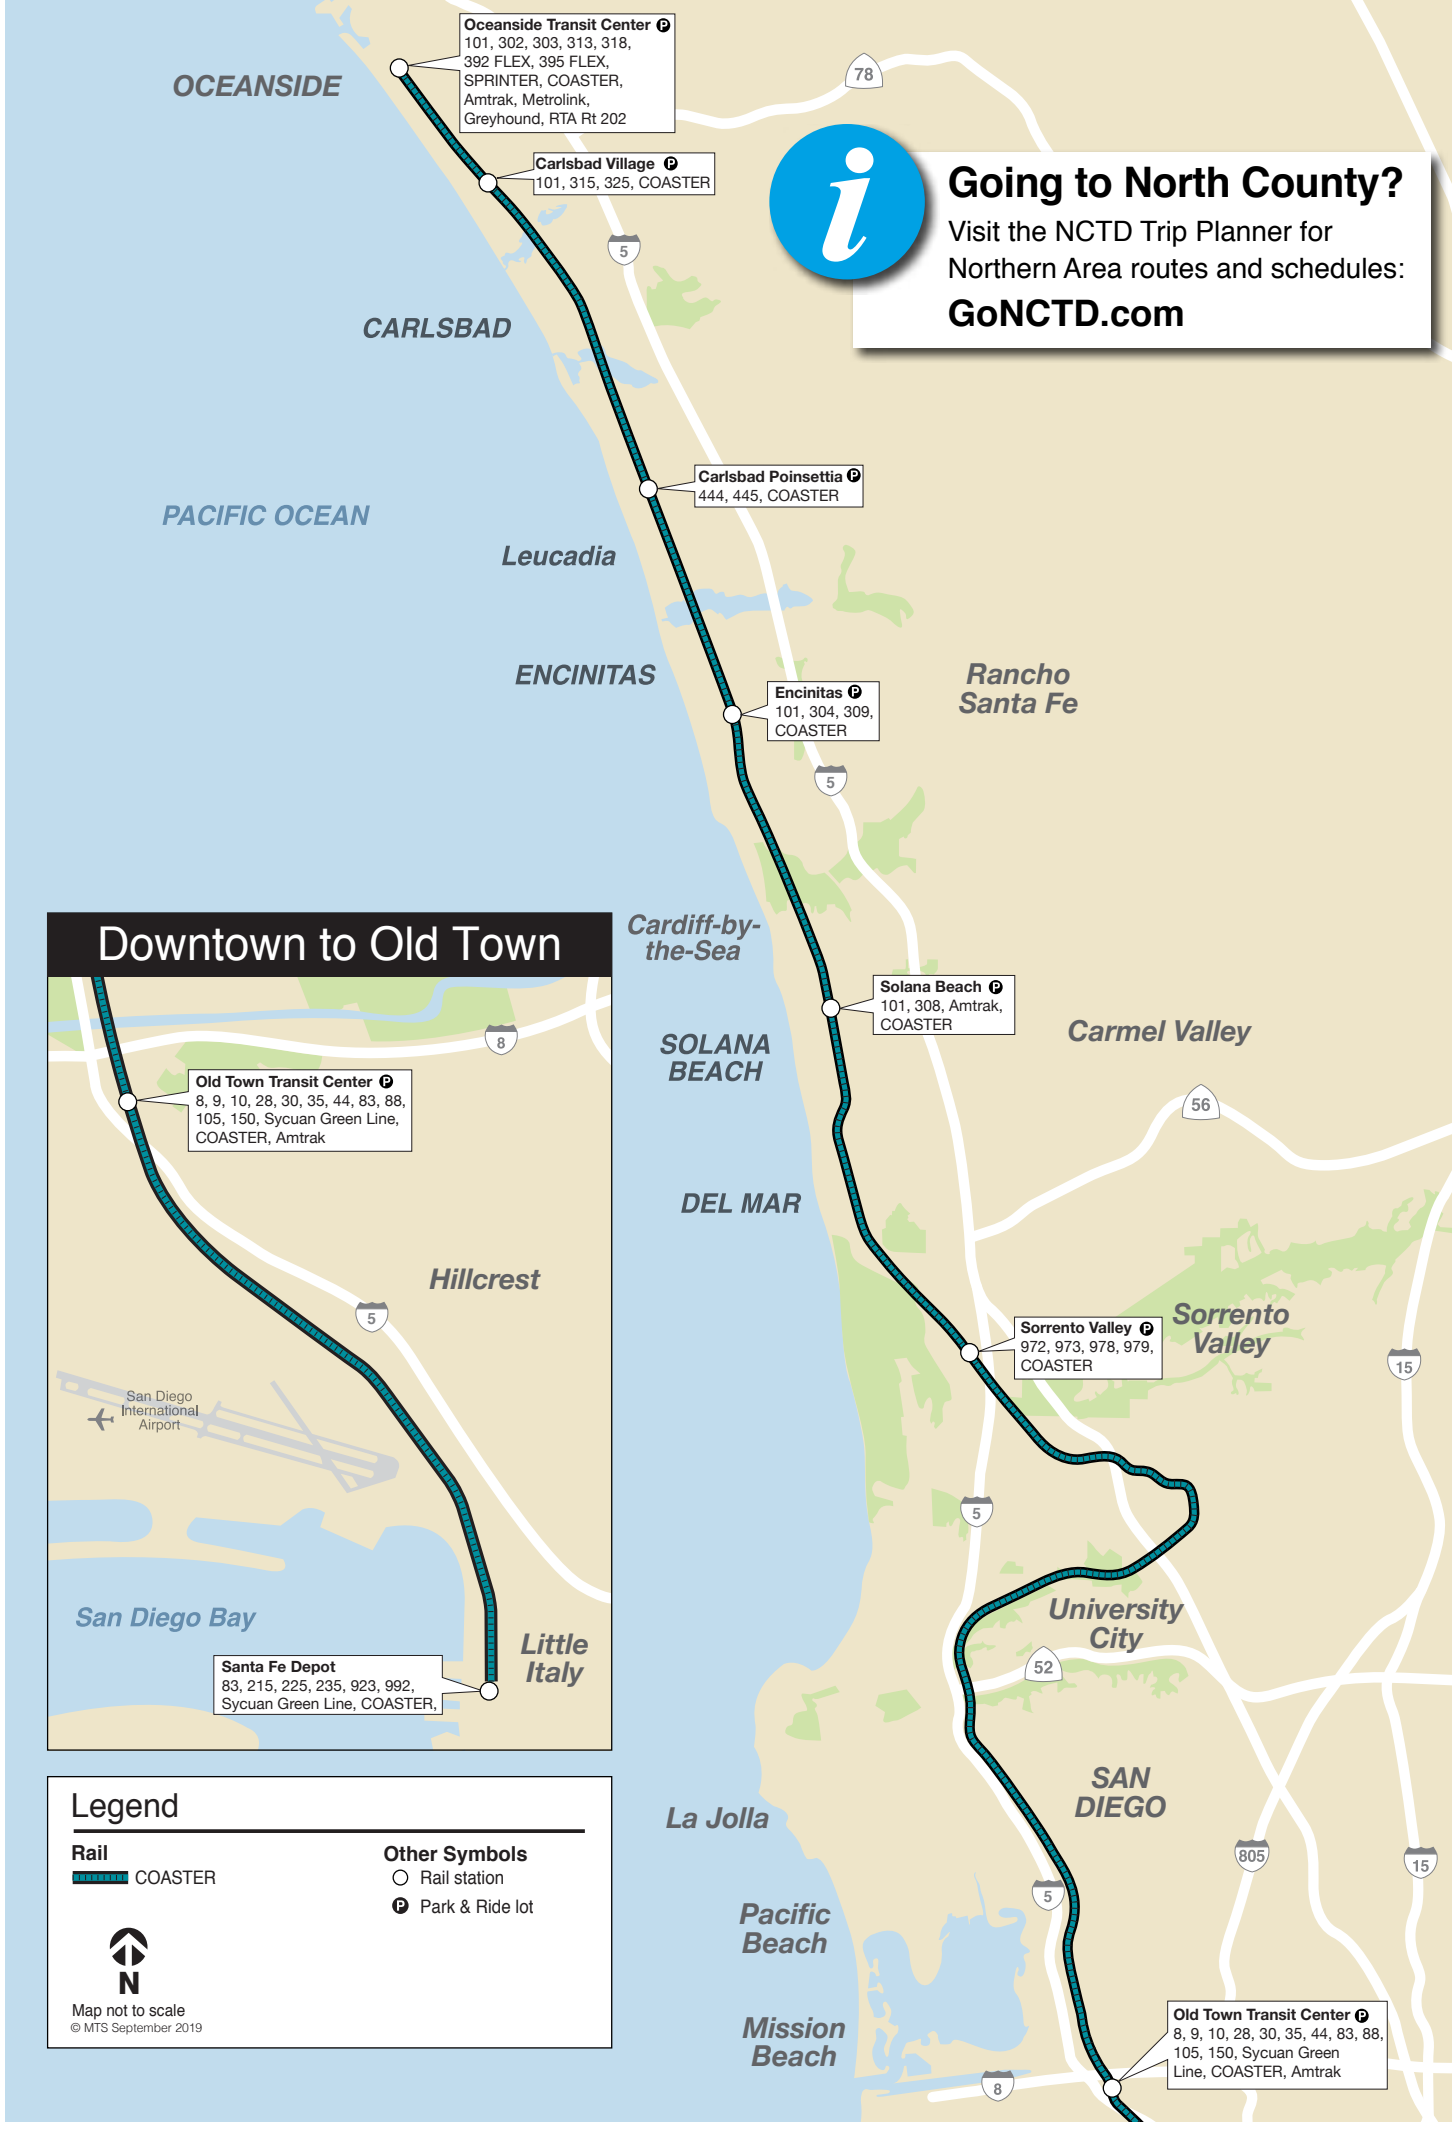 Oceanside Transit Center P
101, 302, 303, 313, 318,
392 FLEX, 395 FLEX,
SPRINTER, COASTER,
Amtrak, Metrolink,
Greyhound, RTA Rt 202
OCEANSIDE
78
Carlsbad Village P
101, 315, 325, COASTER
i
Going to North County?
Visit the NCTD Trip Planner for
Northern Area routes and schedules:
GoNCTD.com
5
CARLSBAD
Carlsbad Poinsettia P
444, 445, COASTER
PACIFIC OCEAN
Leucadia
ENCINITAS
Rancho
Santa Fe
Encinitas P
101, 304, 309,
COASTER
5
Cardiff-by-
the-Sea
Solana Beach P
101, 308, Amtrak,
COASTER
SOLANA
BEACH
Carmel Valley
56
DEL MAR
Sorrento Valley P
972, 973, 978, 979,
COASTER
Sorrento
Valley
15
5
University
City
52
SAN
DIEGO
La Jolla
805
15
5
Pacific
Beach
Mission
Beach
Old Town Transit Center P
8, 9, 10, 28, 30, 35, 44, 83, 88,
105, 150, Sycuan Green
Line, COASTER, Amtrak
8
Downtown to Old Town
8
Old Town Transit Center P
8, 9, 10, 28, 30, 35, 44, 83, 88,
105, 150, Sycuan Green Line,
COASTER, Amtrak
Hillcrest
5
San Diego
International
Airport
San Diego Bay
Little
Italy
Santa Fe Depot
83, 215, 225, 235, 923, 992,
Sycuan Green Line, COASTER,
Legend
Rail
COASTER
Other Symbols
Rail station
P Park & Ride lot
N
Map not to scale
© MTS September 2019